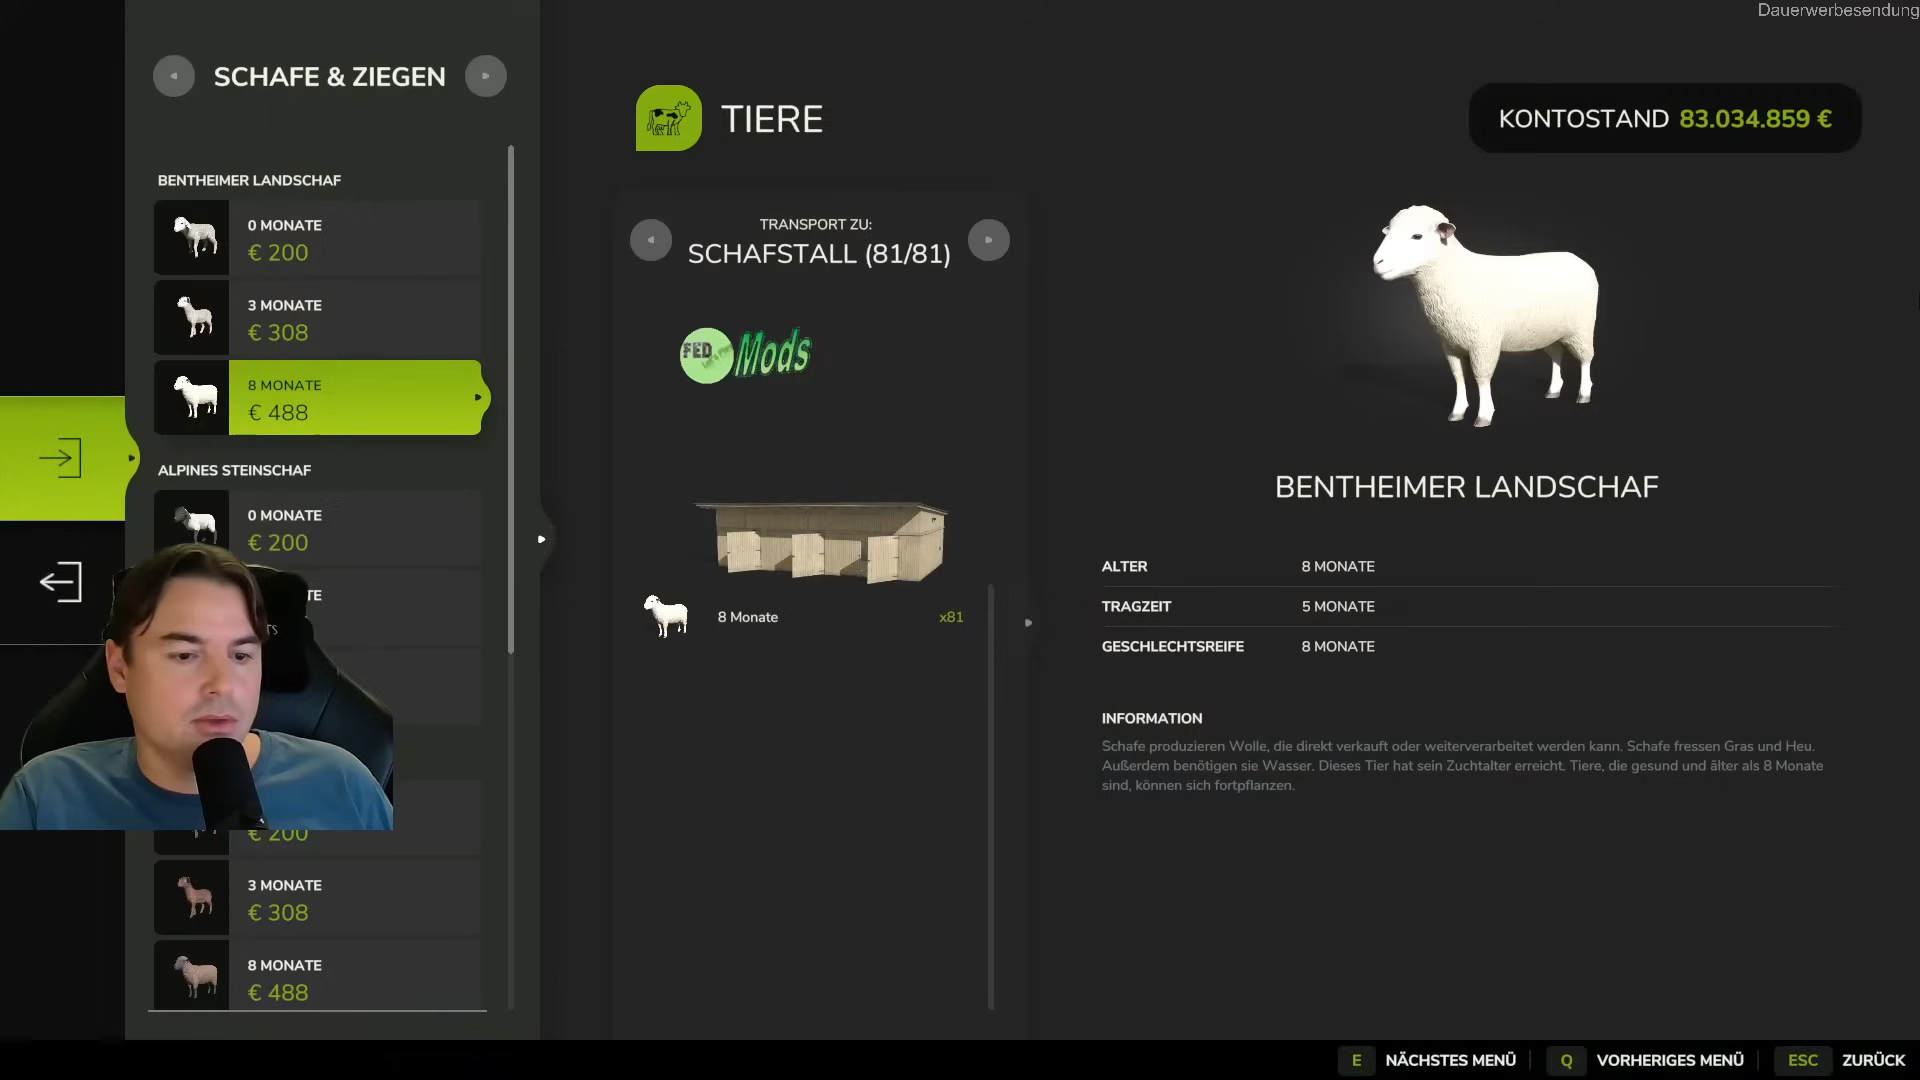 Dauerwerbesendung
SCHAFE & ZIEGEN
BENTHEIMER LANDSCHAF
0 MONATE
€ 200
3 MONATE
€ 308
8 MONATE
€ 488
ALPINES STEINSCHAF
0 MONATE
€ 200
TE
€ 200
3 MONATE
€ 308
8 MONATE
€ 488
TIERE
TRANSPORT ZU:
SCHAFSTALL (81/81)
FED Mods
8 Monate x81
KONTOSTAND 83.034.859 €
BENTHEIMER LANDSCHAF
ALTER 8 MONATE
TRAGZEIT 5 MONATE
GESCHLECHTSREIFE 8 MONATE
INFORMATION
Schafe produzieren Wolle, die direkt verkauft oder weiterverarbeitet werden kann. Schafe fressen Gras und Heu.
Außerdem benötigen sie Wasser. Dieses Tier hat sein Zuchtalter erreicht. Tiere, die gesund und älter als 8 Monate
sind, können sich fortpflanzen.
E NÄCHSTES MENÜ Q VORHERIGES MENÜ ESC ZURÜCK